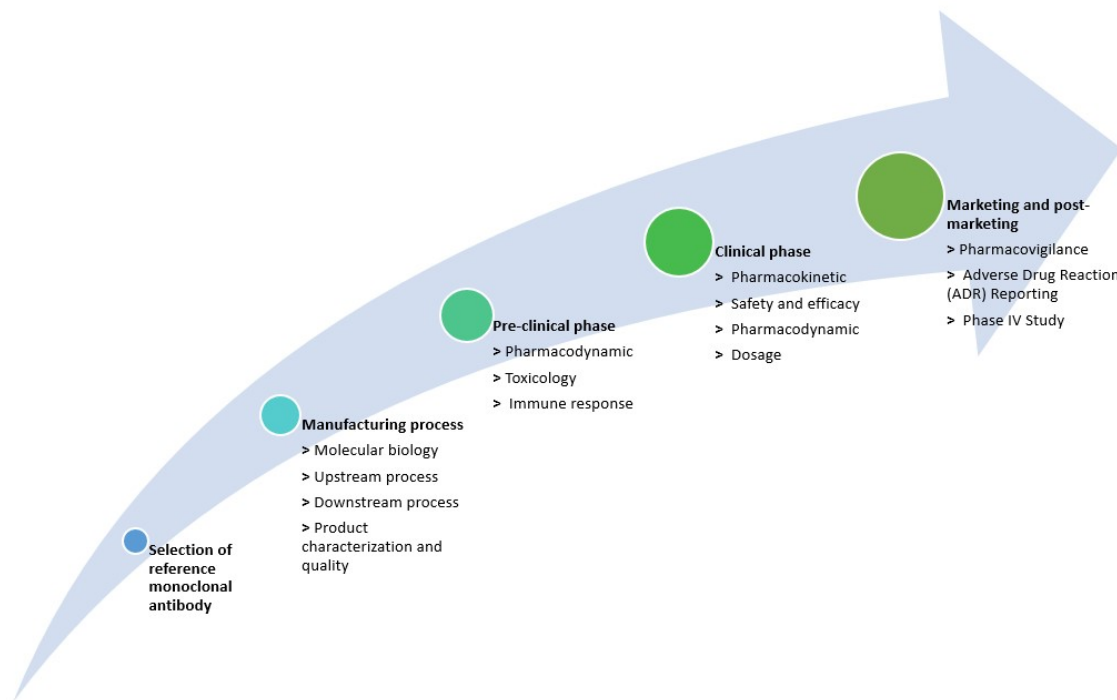 Selection of
reference
monoclonal
antibody
Manufacturing process
> Molecular biology
> Upstream process
> Downstream process
> Product
characterization and
quality
Pre-clinical phase
> Pharmacodynamic
> Toxicology
> Immune response
Clinical phase
> Pharmacokinetic
> Safety and efficacy
> Pharmacodynamic
> Dosage
Marketing and post-
marketing
> Pharmacovigilance
> Adverse Drug Reaction
(ADR) Reporting
> Phase IV Study